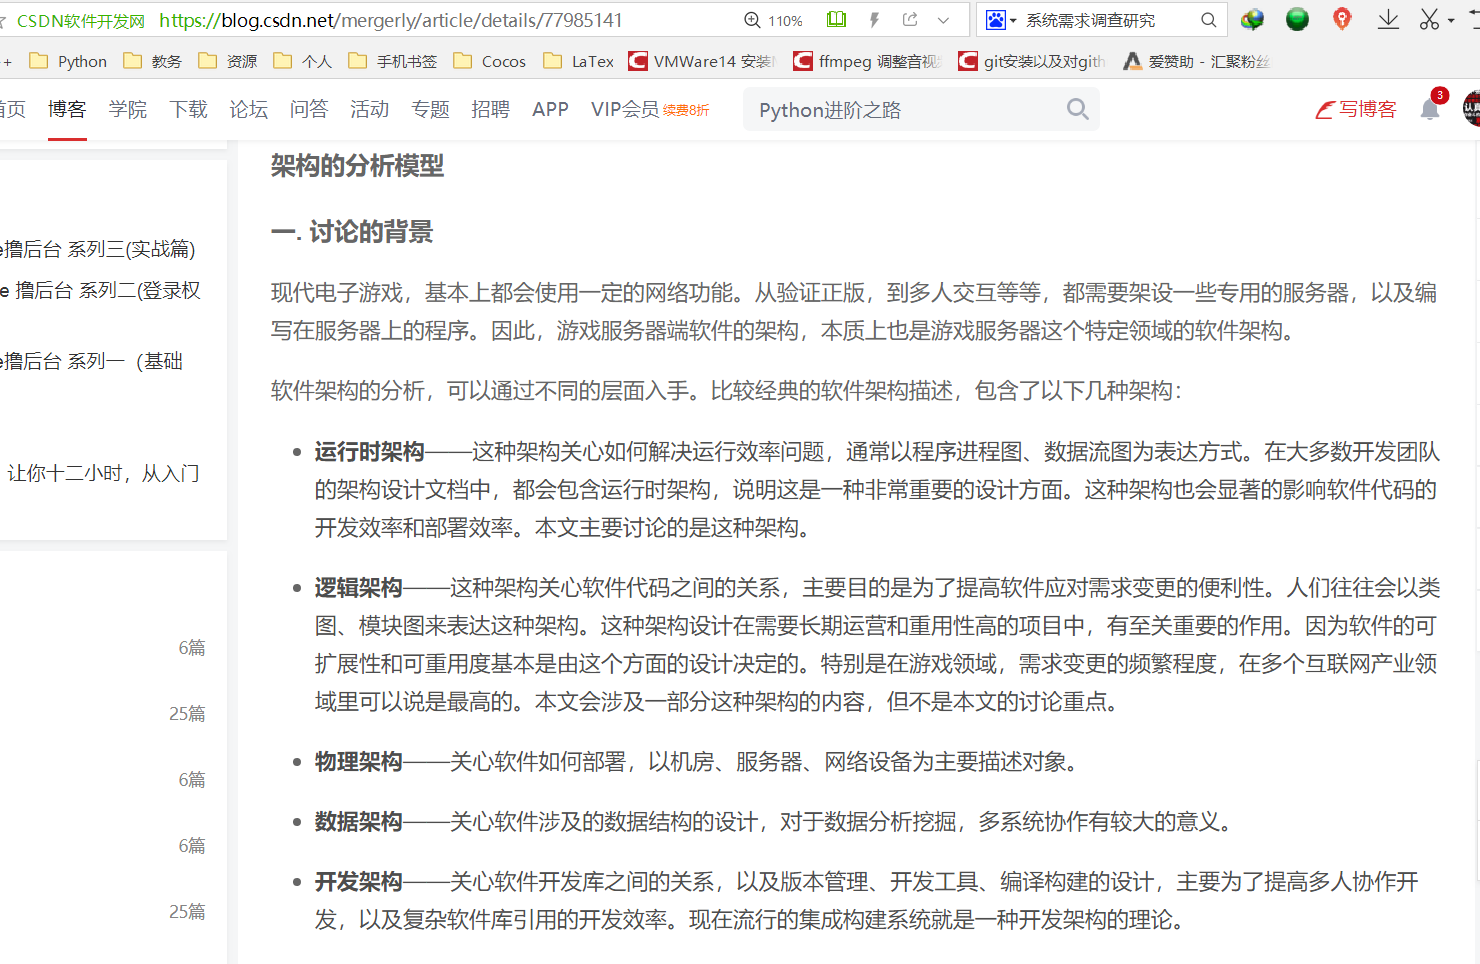 CSDN软件开发网 https://blog.csdn.net/mergerly/article/details/77985141 110% 系统需求调查研究
+ Python 教务 资源 个人 手机书签 Cocos LaTex VMWare14 安装 ffmpeg 调整音视 git安装以及对gith 爱赞助 - 汇聚粉丝
首页 博客 学院 下载 论坛 问答 活动 专题 招聘 APP VIP会员 续费8折 Python进阶之路 写博客 3
架构的分析模型
一. 讨论的背景
现代电子游戏，基本上都会使用一定的网络功能。从验证正版，到多人交互等等，都需要架设一些专用的服务器，以及编
写在服务器上的程序。因此，游戏服务器端软件的架构，本质上也是游戏服务器这个特定领域的软件架构。
软件架构的分析，可以通过不同的层面入手。比较经典的软件架构描述，包含了以下几种架构：
运行时架构——这种架构关心如何解决运行效率问题，通常以程序进程图、数据流图为表达方式。在大多数开发团队
的架构设计文档中，都会包含运行时架构，说明这是一种非常重要的设计方面。这种架构也会显著的影响软件代码的
开发效率和部署效率。本文主要讨论的是这种架构。
逻辑架构——这种架构关心软件代码之间的关系，主要目的是为了提高软件应对需求变更的便利性。人们往往会以类
图、模块图来表达这种架构。这种架构设计在需要长期运营和重用性高的项目中，有至关重要的作用。因为软件的可
扩展性和可重用度基本是由这个方面的设计决定的。特别是在游戏领域，需求变更的频繁程度，在多个互联网产业领
域里可以说是最高的。本文会涉及一部分这种架构的内容，但不是本文的讨论重点。
物理架构——关心软件如何部署，以机房、服务器、网络设备为主要描述对象。
数据架构——关心软件涉及的数据结构的设计，对于数据分析挖掘，多系统协作有较大的意义。
开发架构——关心软件开发库之间的关系，以及版本管理、开发工具、编译构建的设计，主要为了提高多人协作开
发，以及复杂软件库引用的开发效率。现在流行的集成构建系统就是一种开发架构的理论。
e撸后台 系列三(实战篇)
e 撸后台 系列二(登录权
e撸后台 系列一（基础
让你十二小时，从入门
6篇
25篇
6篇
6篇
25篇